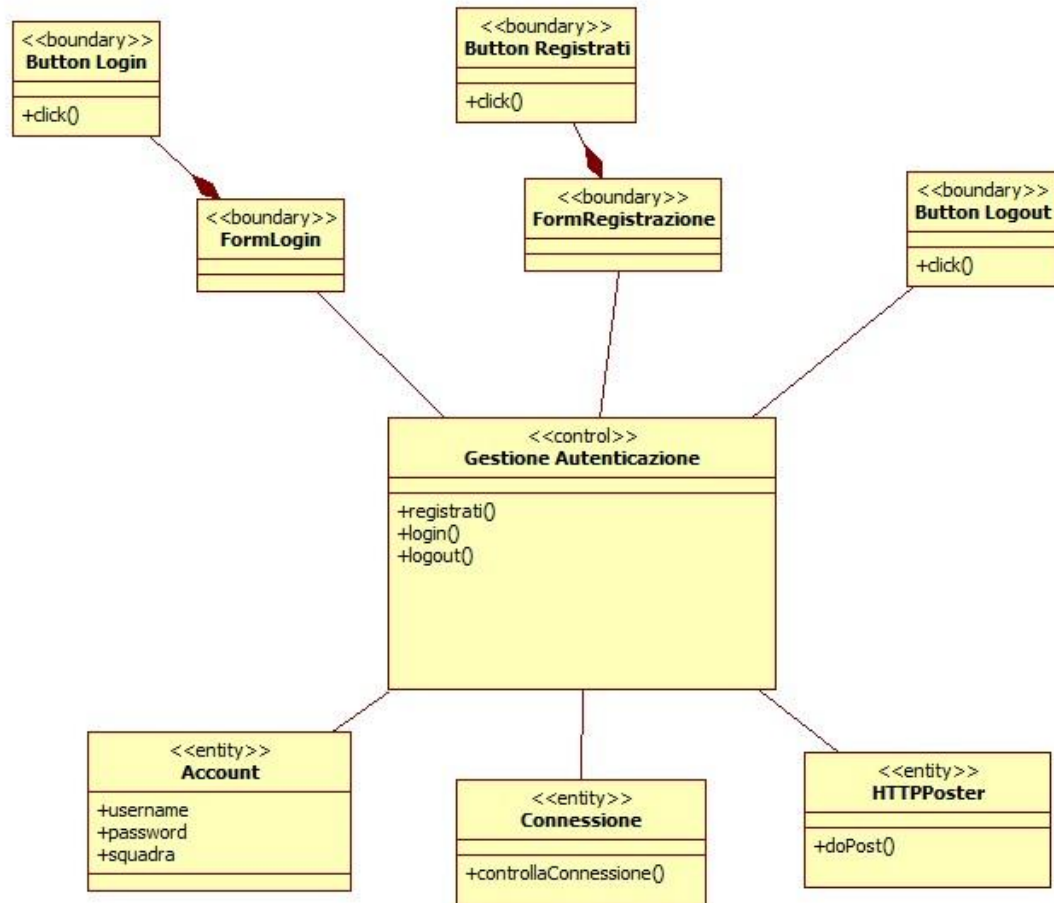 <<boundary>>
Button Login
+click()
<<boundary>>
Button Registrati
+click()
<<boundary>>
FormLogin
<<boundary>>
FormRegistrazione
<<boundary>>
Button Logout
+click()
<<control>>
Gestione Autenticazione
+registrati()
+login()
+logout()
<<entity>>
Account
+username
+password
+squadra
<<entity>>
Connessione
+controllaConnessione()
<<entity>>
HTTPPoster
+doPost()